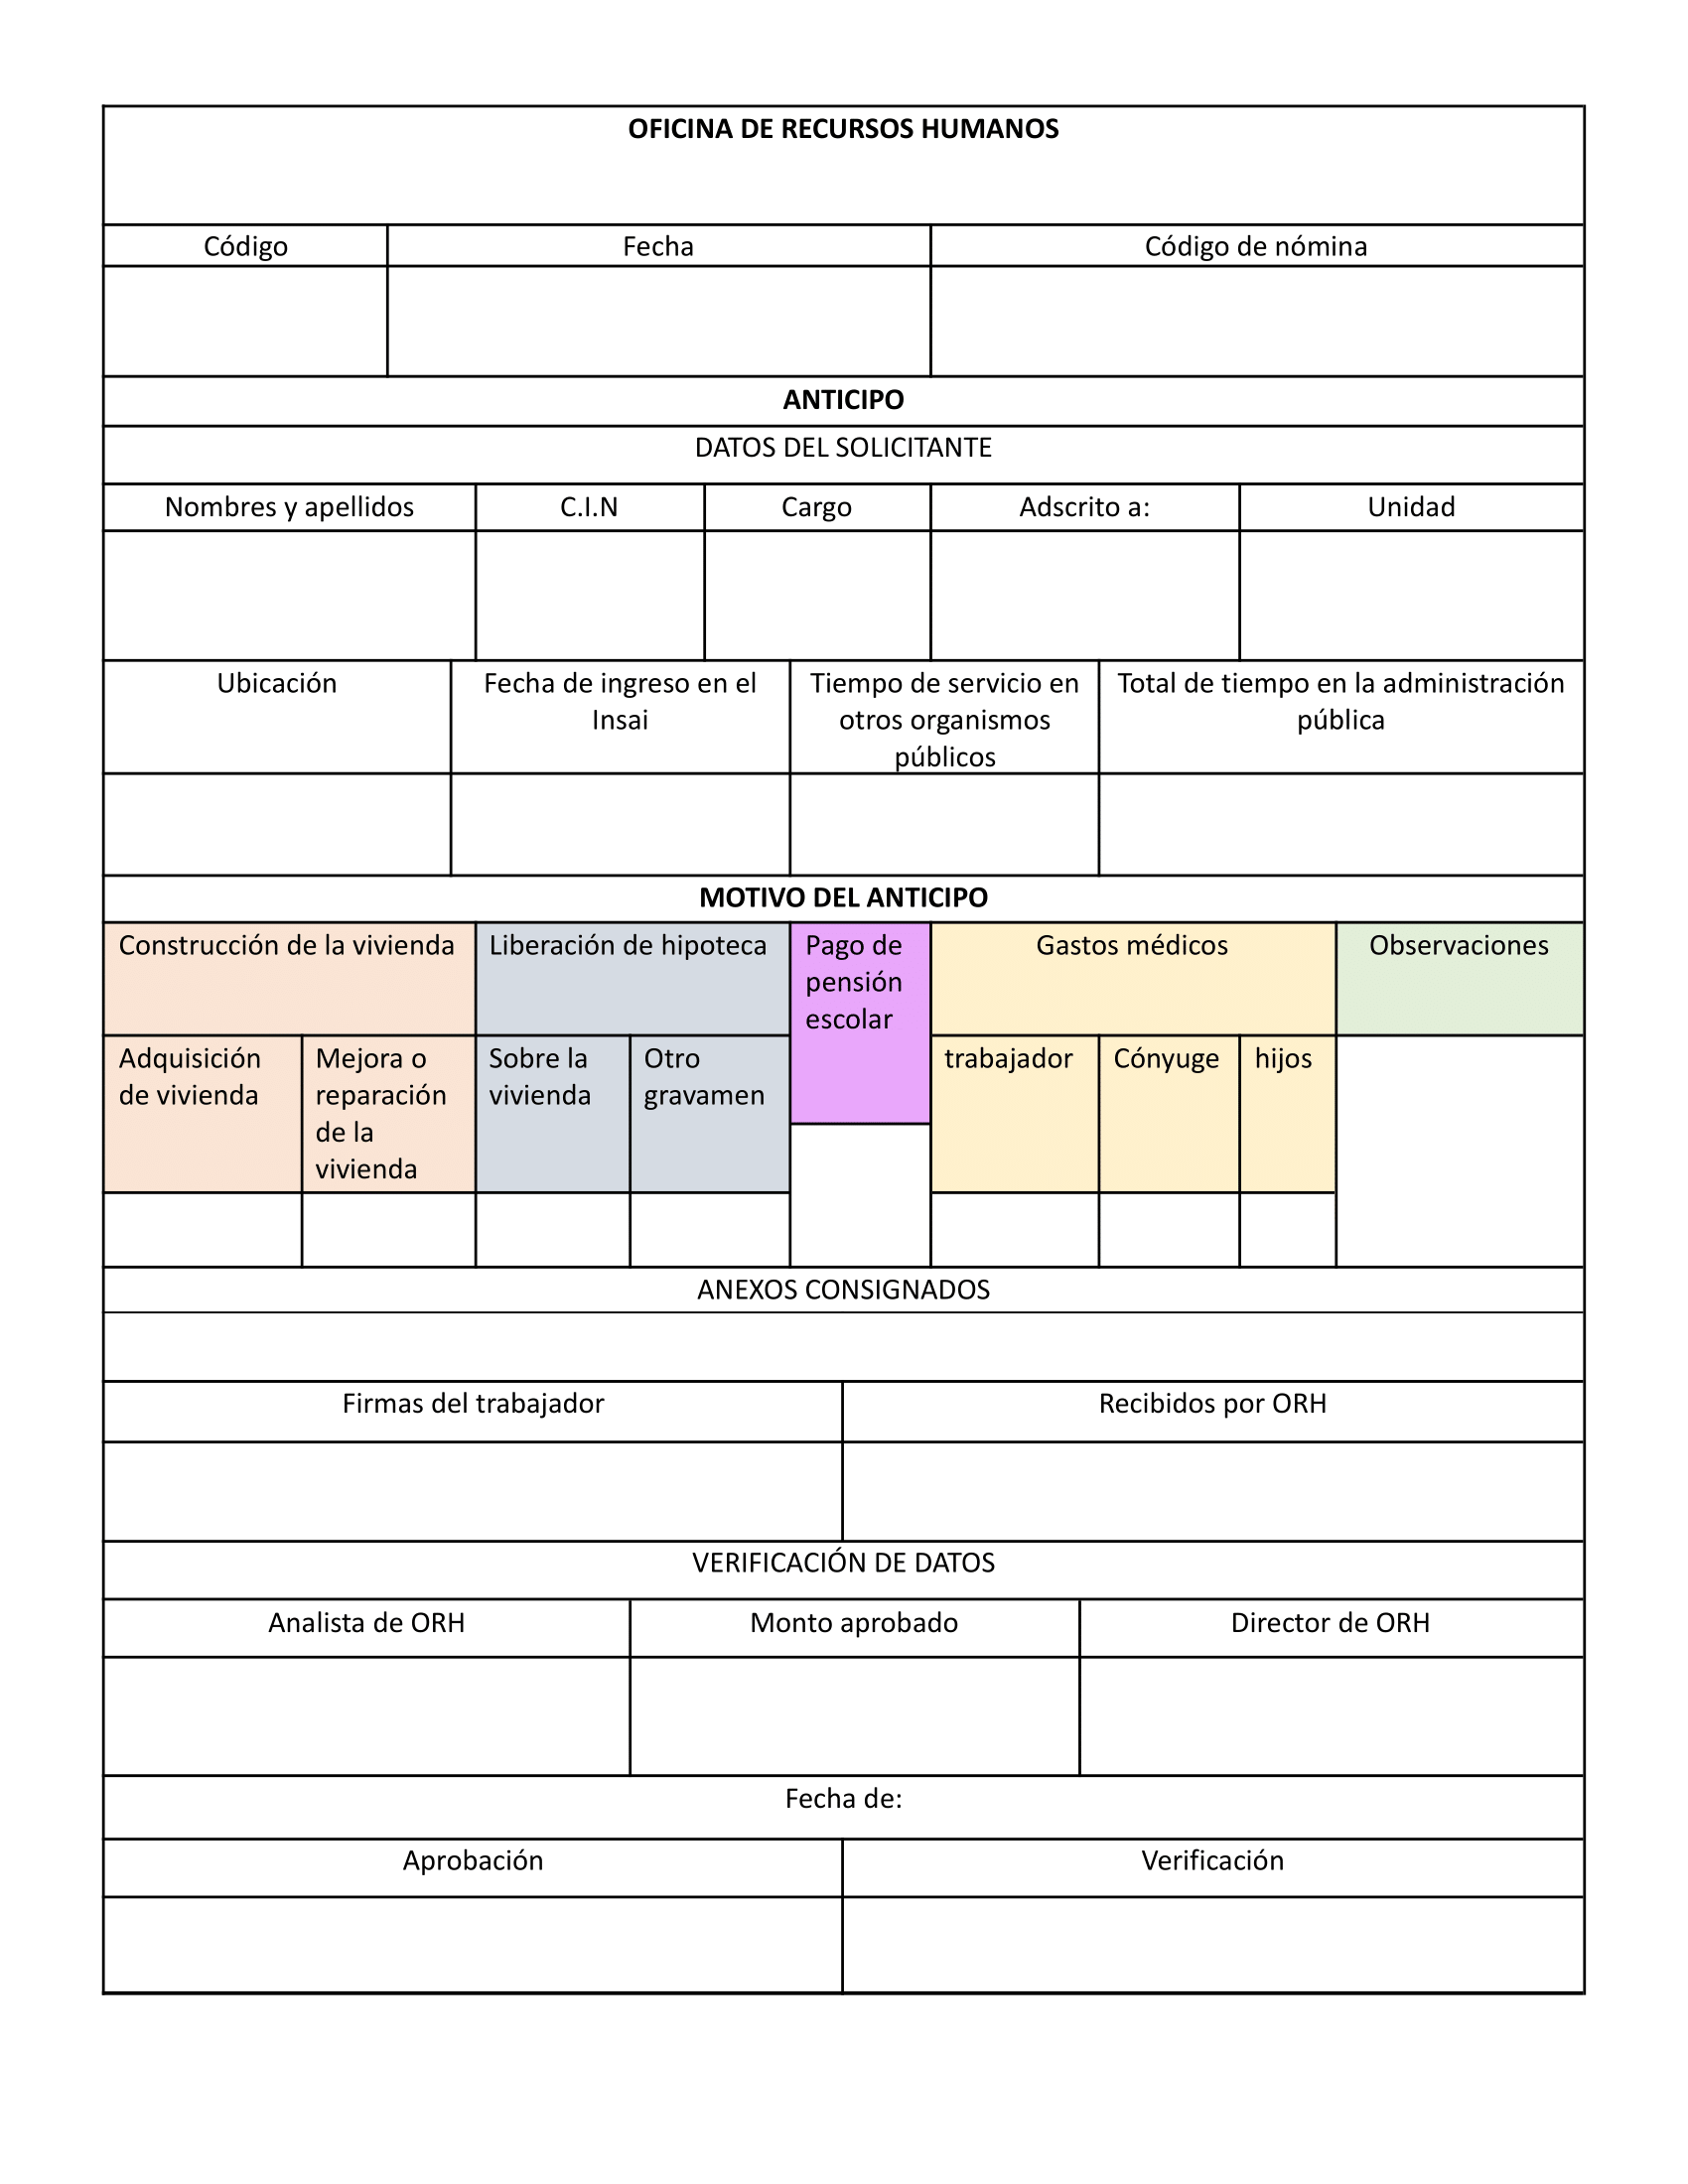 OFICINA DE RECURSOS HUMANOS
Código
Fecha
Código de nómina
ANTICIPO
DATOS DEL SOLICITANTE
Nombres y apellidos
C.I.N
Cargo
Adscrito a:
Unidad
Ubicación
Fecha de ingreso en el
Insai
Tiempo de servicio en
otros organismos
públicos
Total de tiempo en la administración
pública
MOTIVO DEL ANTICIPO
Construcción de la vivienda
Liberación de hipoteca
Pago de
pensión
escolar
Gastos médicos
Observaciones
Adquisición
de vivienda
Mejora o
reparación
de la
vivienda
Sobre la
vivienda
Otro
gravamen
trabajador
Cónyuge
hijos
ANEXOS CONSIGNADOS
Firmas del trabajador
Recibidos por ORH
VERIFICACIÓN DE DATOS
Analista de ORH
Monto aprobado
Director de ORH
Fecha de:
Aprobación
Verificación